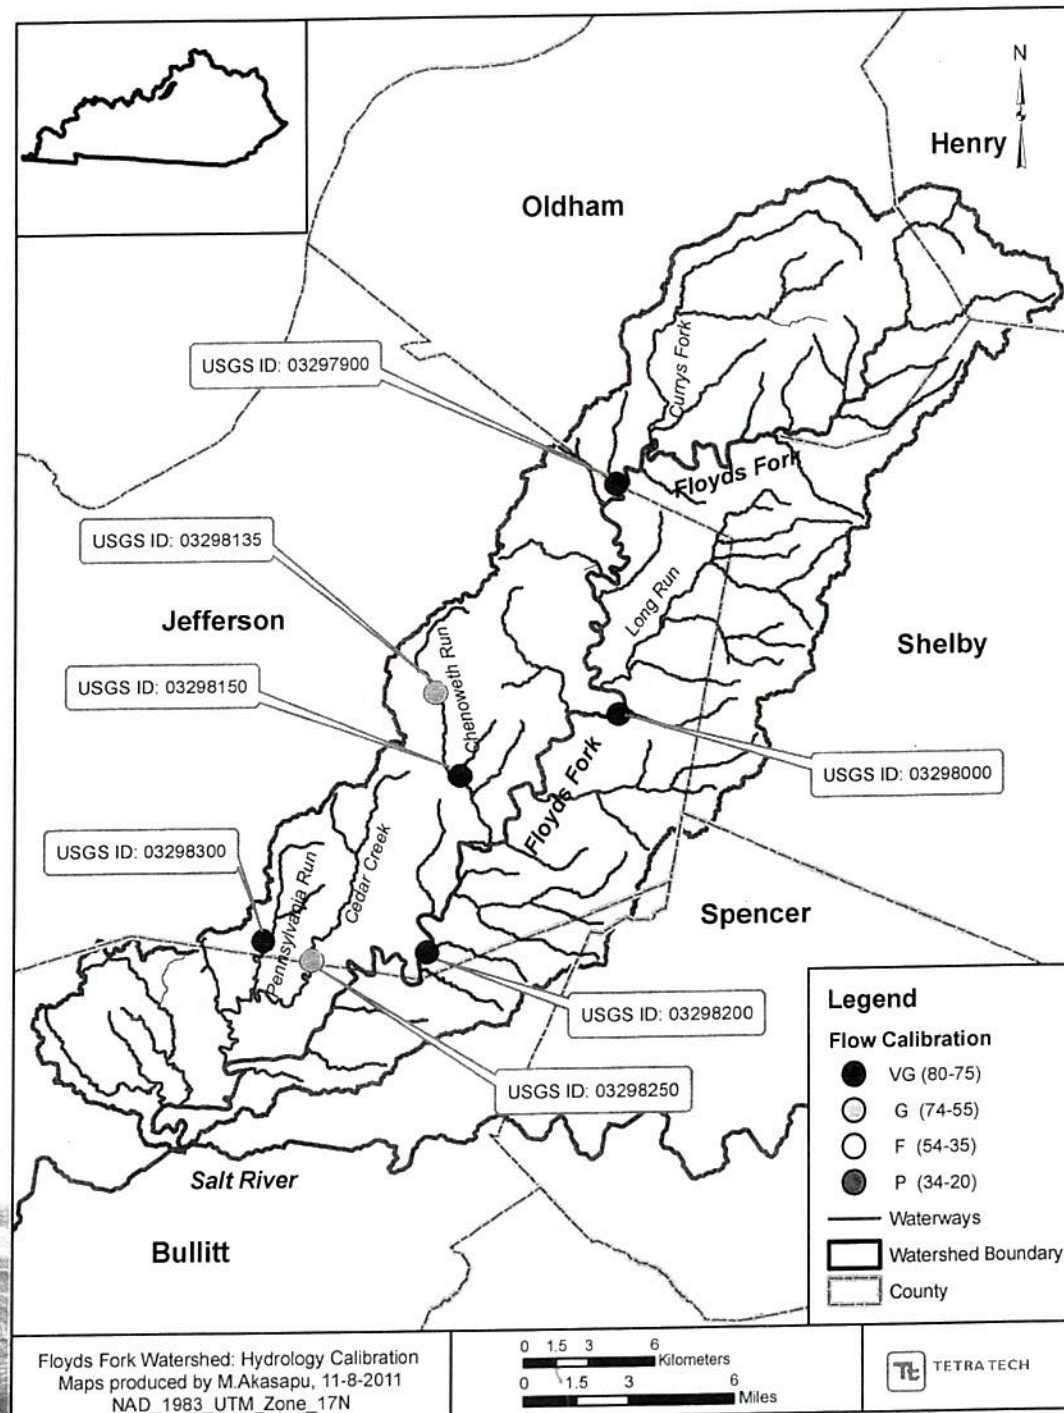 N
Henry
Oldham
USGS ID: 03297900
Currys Fork
Floyds Fork
USGS ID: 03298135
Jefferson
Long Run
Shelby
Chenoweth Run
USGS ID: 03298150
USGS ID: 03298000
Floyds Fork
USGS ID: 03298300
Pennsylvania Run
Cedar Creek
Spencer
USGS ID: 03298200
USGS ID: 03298250
Salt River
Bullitt
Legend
Flow Calibration
VG (80-75)
G (74-55)
F (54-35)
P (34-20)
Waterways
Watershed Boundary
County
Floyds Fork Watershed: Hydrology Calibration
Maps produced by M.Akasapu, 11-8-2011
NAD_1983_UTM_Zone_17N
0 1.5 3 6
Kilometers
0 1.5 3 6
Miles
Tt TETRA TECH